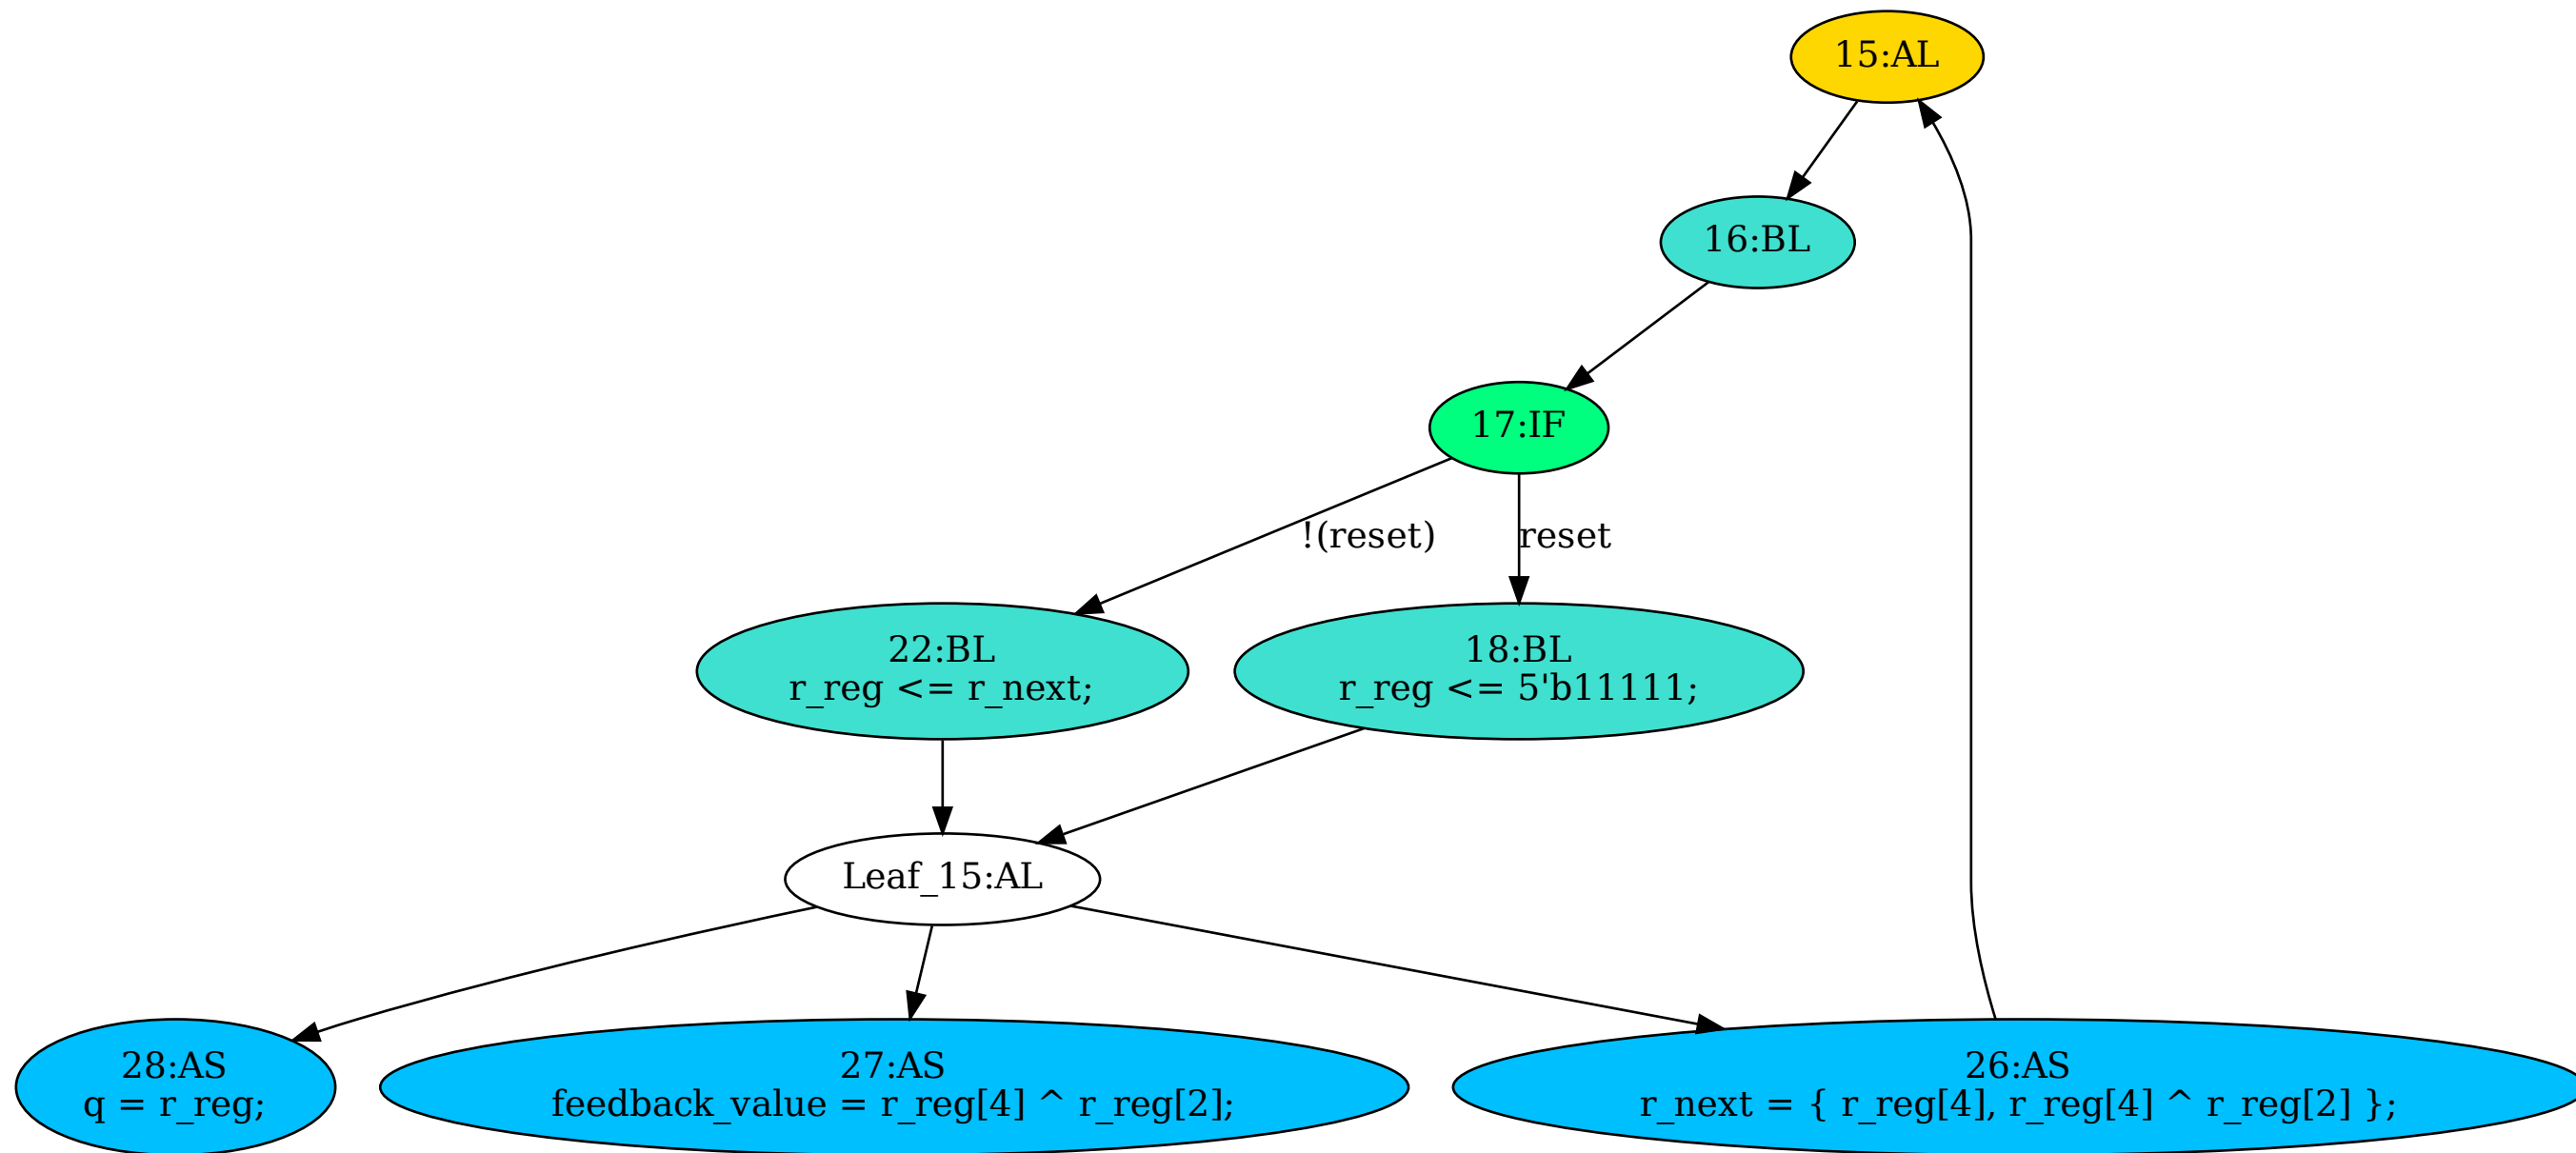 15:AL
16:BL
17:IF
!(reset)
reset
22:BL
r_reg <= r_next;
18:BL
r_reg <= 5'b11111;
Leaf_15:AL
28:AS
q = r_reg;
27:AS
feedback_value = r_reg[4] ^ r_reg[2];
26:AS
r_next = { r_reg[4], r_reg[4] ^ r_reg[2] };